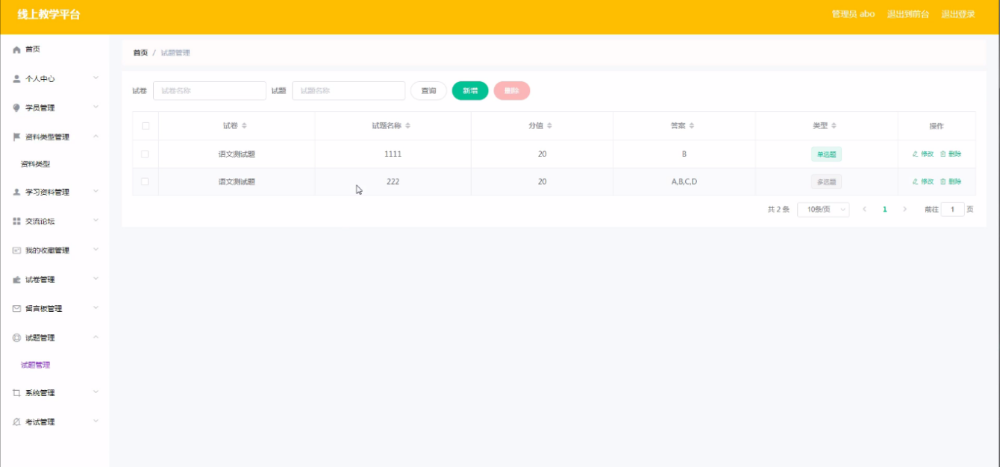 线上教学平台
管理员 abo 退出到前台 退出登录
首页
个人中心
学员管理
资料类型管理
资料类型
学习资料管理
交流论坛
我的收藏管理
试卷管理
留言板管理
试题管理
试题管理
系统管理
考试管理
首页 / 试题管理
试卷 试卷名称 试题 试题名称 查询 新增 删除
试卷 试题名称 分值 答案 类型 操作
语文测试题 1111 20 B 单选题 修改 删除
语文测试题 222 20 A,B,C,D 多选题 修改 删除
共 2 条 10条/页 1 前往 1 页